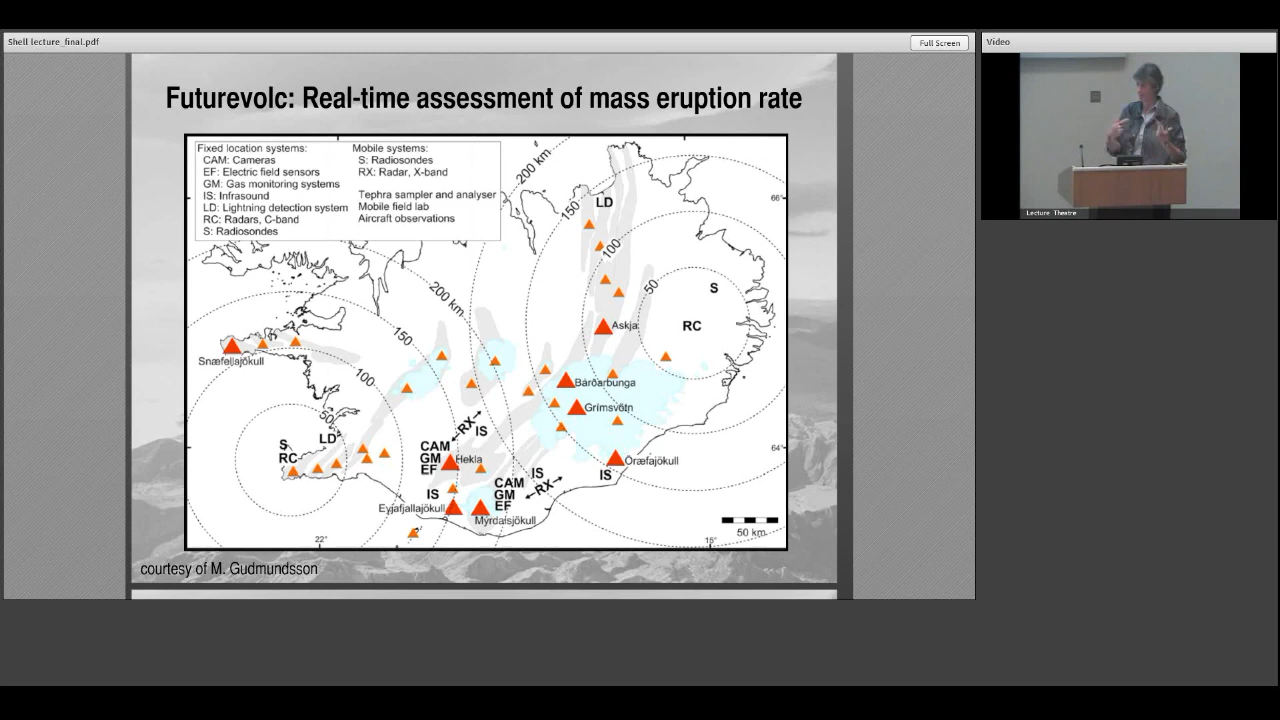 Shell lecture_final.pdf
Full Screen
Video
Lecture Theatre
Futurevolc: Real-time assessment of mass eruption rate
Fixed location systems:
CAM: Cameras
EF: Electric field sensors
GM: Gas monitoring systems
IS: Infrasound
LD: Lightning detection system
RC: Radars, C-band
S: Radiosondes
Mobile systems:
S: Radiosondes
RX: Radar, X-band
Tephra sampler and analyser
Mobile field lab
Aircraft observations
200 km
150
LD
66°
100
50
S
RC
200 km
150
100
50
Askja
Snæfellsjökull
Bárðarbunga
Grímsvötn
S
RC
LD
RX
IS
CAM
GM
EF
Hekla
64°
Öræfajökull
IS
IS
RX
CAM
GM
EF
IS
Eyjafjallajökull
Mýrdalsjökull
50 km
22°
15°
courtesy of M. Gudmundsson